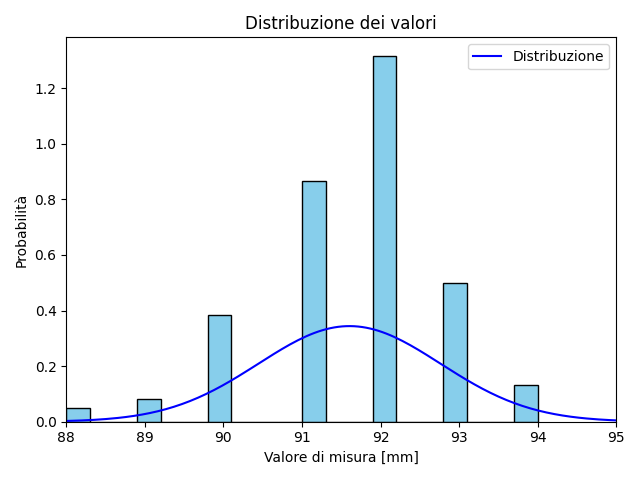 Distribuzione dei valori
Distribuzione
Probabilità
1.2
1.0
0.8
0.6
0.4
0.2
0.0
88 89 90 91 92 93 94 95
Valore di misura [mm]